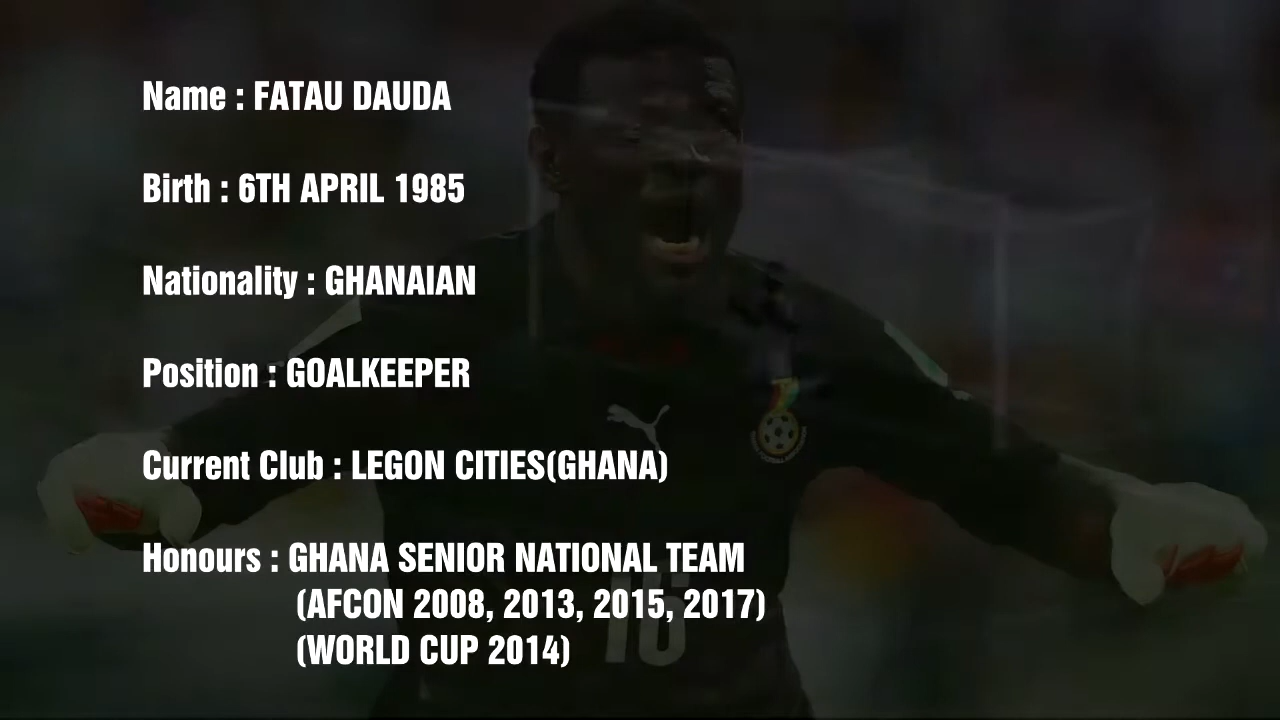 Name : FATAU DAUDA
Birth : 6TH APRIL 1985
Nationality : GHANAIAN
Position : GOALKEEPER
Current Club : LEGON CITIES(GHANA)
Honours : GHANA SENIOR NATIONAL TEAM
(AFCON 2008, 2013, 2015, 2017)
(WORLD CUP 2014)
16